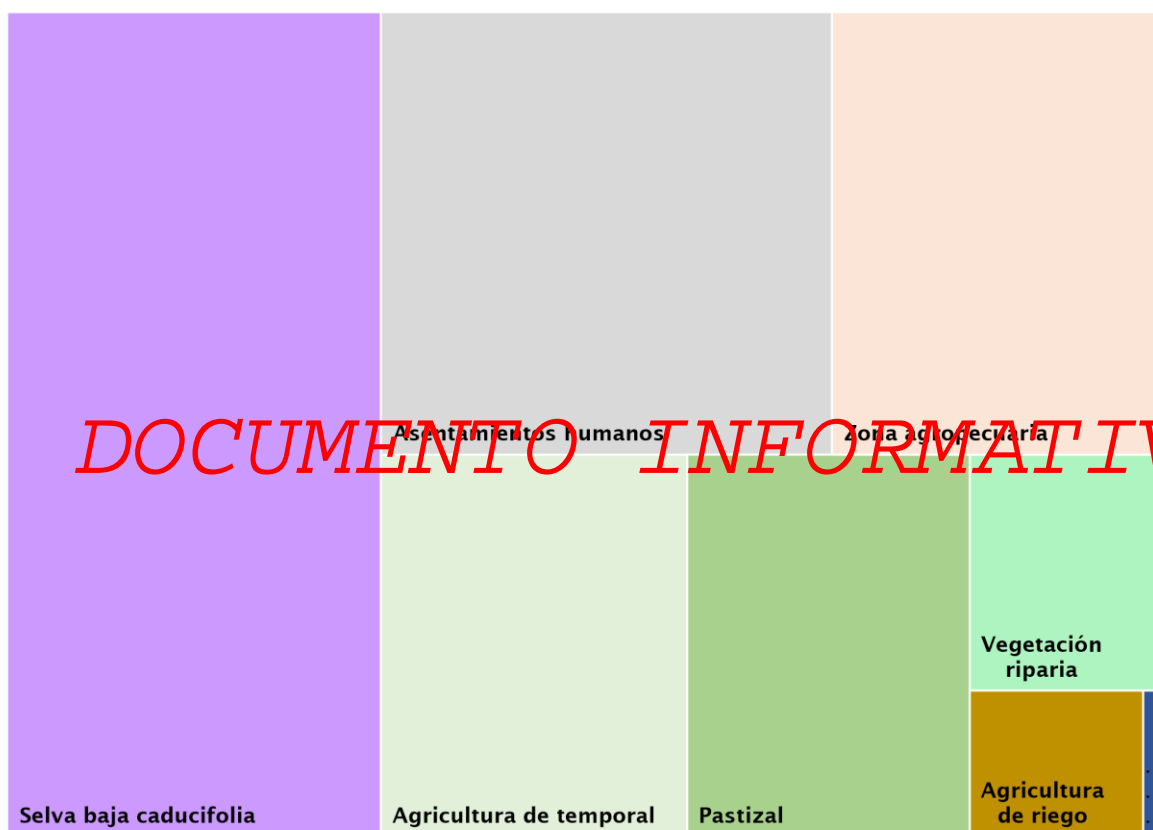 Asentamientos humanos
Zona agropecuaria
DOCUMENTO INFORMATIV
Vegetación
riparia
Agricultura
de riego
Selva baja caducifolia
Agricultura de temporal
Pastizal